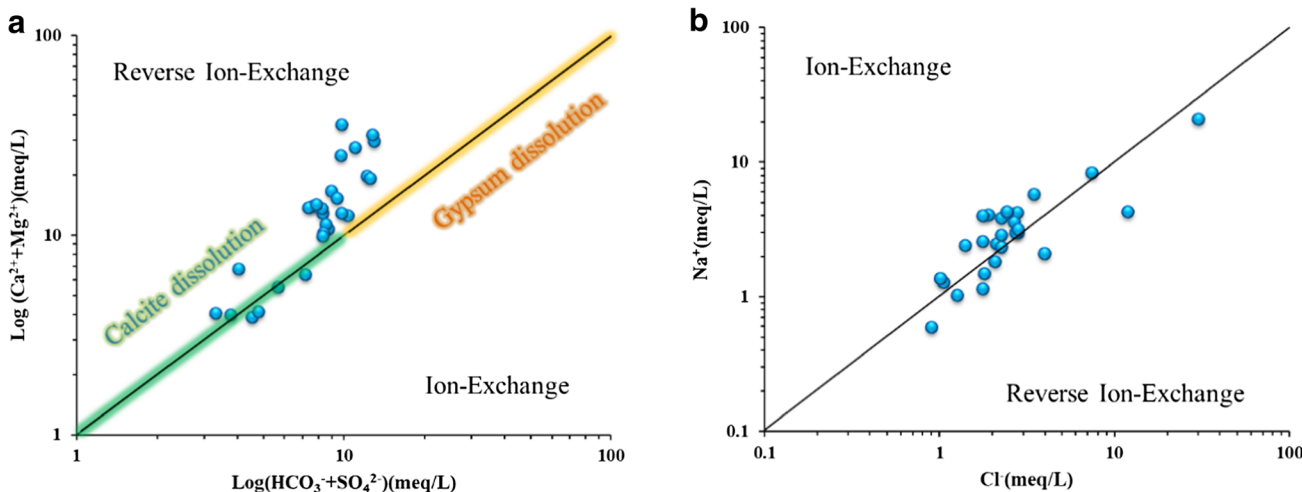 a
Log (Ca²⁺+Mg²⁺)(meq/L)
100
10
1
Reverse Ion-Exchange
Calcite dissolution
Gypsum dissolution
Ion-Exchange
1
10
100
Log(HCO₃⁻+SO₄²⁻)(meq/L)
b
Na⁺(meq/L)
100
10
1
0.1
Ion-Exchange
Reverse Ion-Exchange
0.1
1
10
100
Cl⁻(meq/L)